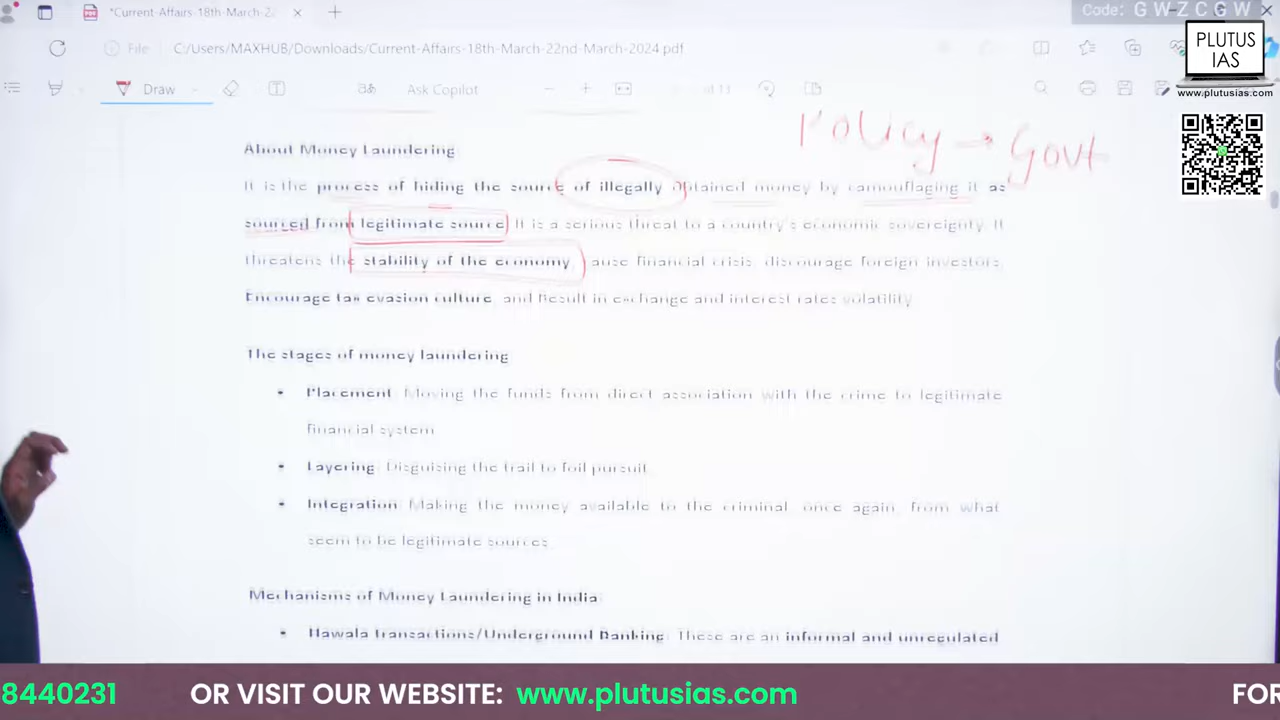 *Current-Affairs-18th-March-2
Code: G W-Z C G W
File C:/Users/MAXHUB/Downloads/Current-Affairs-18th-March-22nd-March-2024.pdf
PLUTUS
IAS
www.plutusias.com
Draw Ask Copilot of 13
Policy → Govt
About Money Laundering
It is the process of hiding the source of illegally obtained money by camouflaging it as
sourced from legitimate source It is a serious threat to a country's economic sovereignty. It
threatens the stability of the economy, ause financial crisis, discourage foreign investors,
Encourage tax evasion culture, and Result in exchange and interest rates volatility.
The stages of money laundering
• Placement: Moving the funds from direct association with the crime to legitimate
financial system
• Layering: Disguising the trail to foil pursuit
• Integration: Making the money available to the criminal once again, from what
seem to be legitimate sources.
Mechanisms of Money Laundering in India:
• Hawala Transactions/Underground Banking: These are an informal and unregulated
8440231 OR VISIT OUR WEBSITE: www.plutusias.com FOR